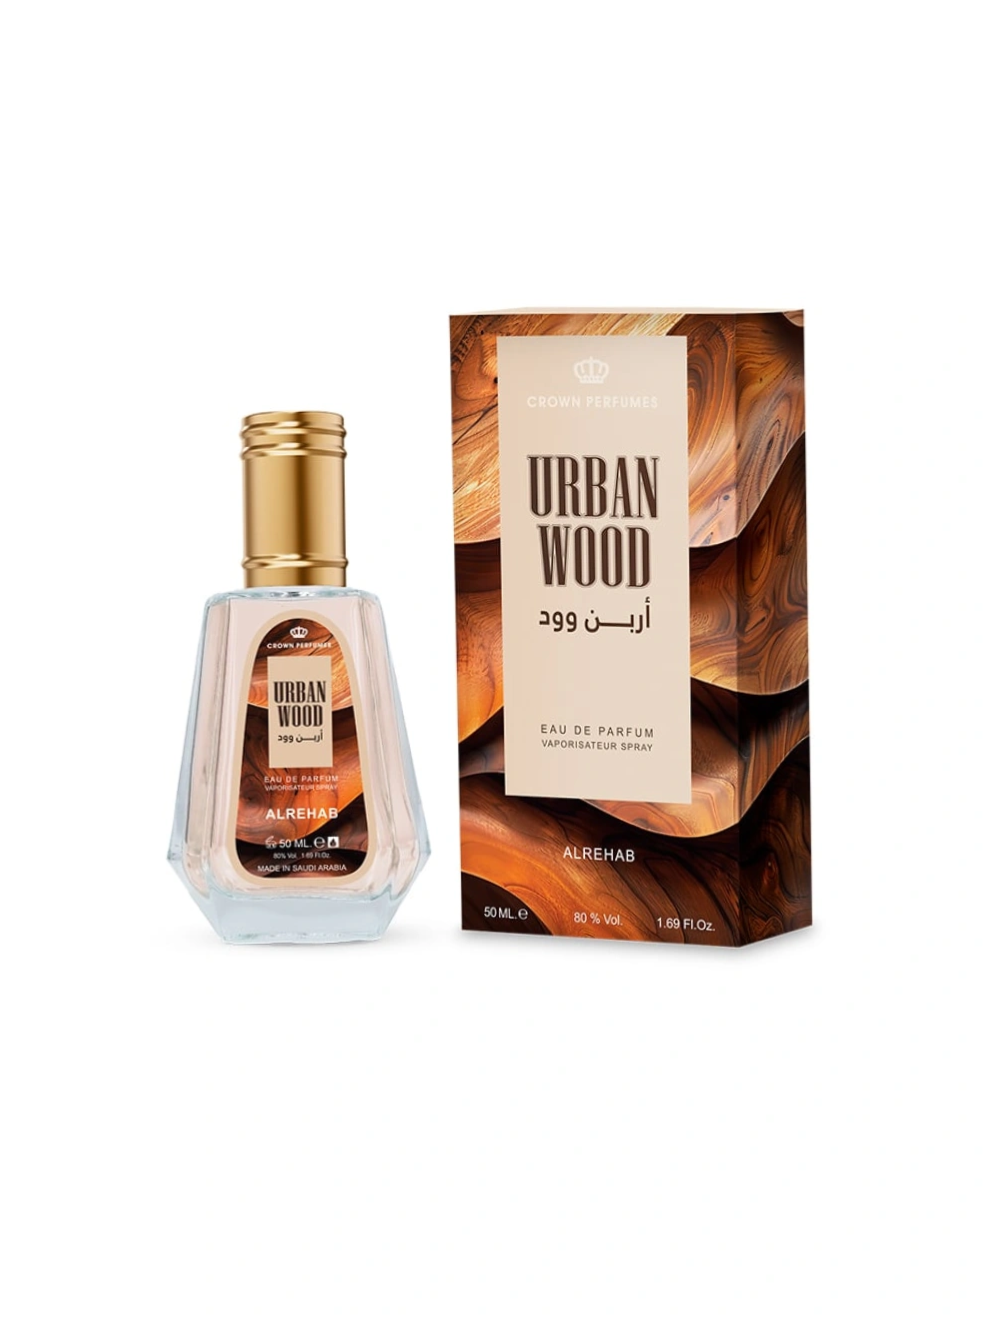 CROWN PERFUMES
URBAN
WOOD
أربن وود
EAU DE PARFUM
VAPORISATEUR SPRAY
ALREHAB
50 ML. e
80% Vol. 1.69 Fl.Oz.
MADE IN SAUDI ARABIA
CROWN PERFUMES
URBAN
WOOD
أربــن وود
EAU DE PARFUM
VAPORISATEUR SPRAY
ALREHAB
50 ML. e 80 % Vol. 1.69 Fl.Oz.